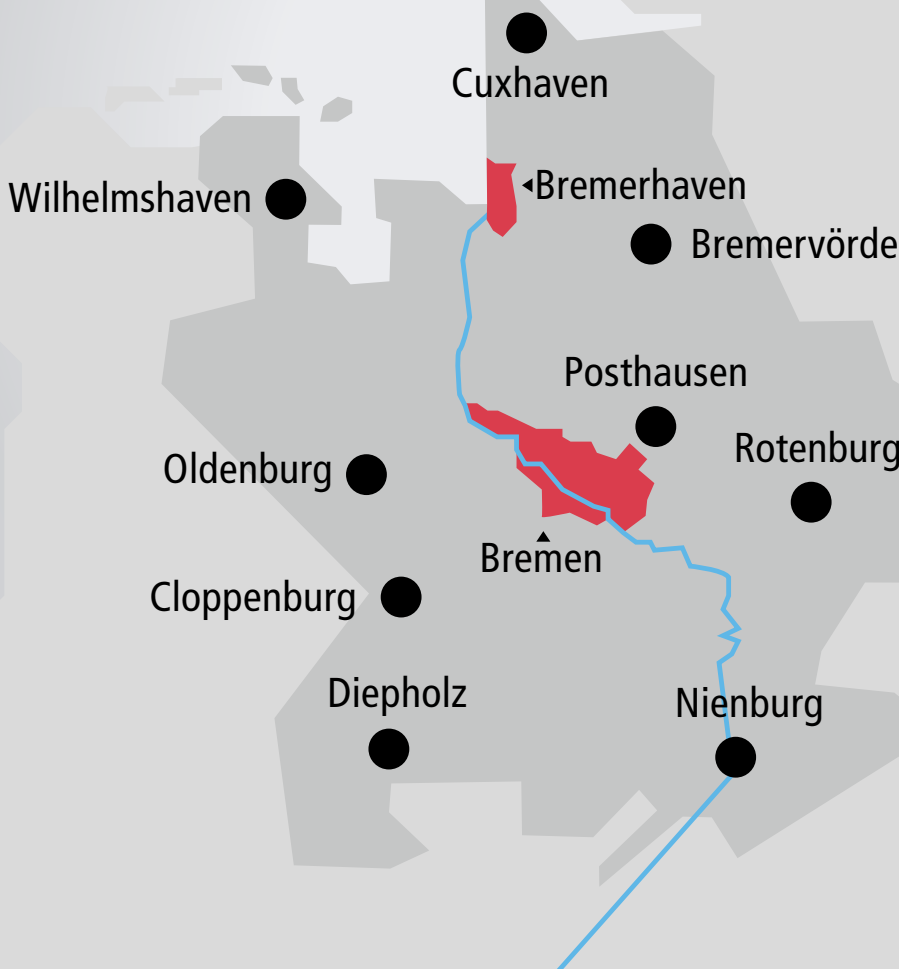 Cuxhaven
Bremerhaven
Wilhelmshaven
Bremervörde
Posthausen
Rotenburg
Oldenburg
Bremen
Cloppenburg
Diepholz
Nienburg